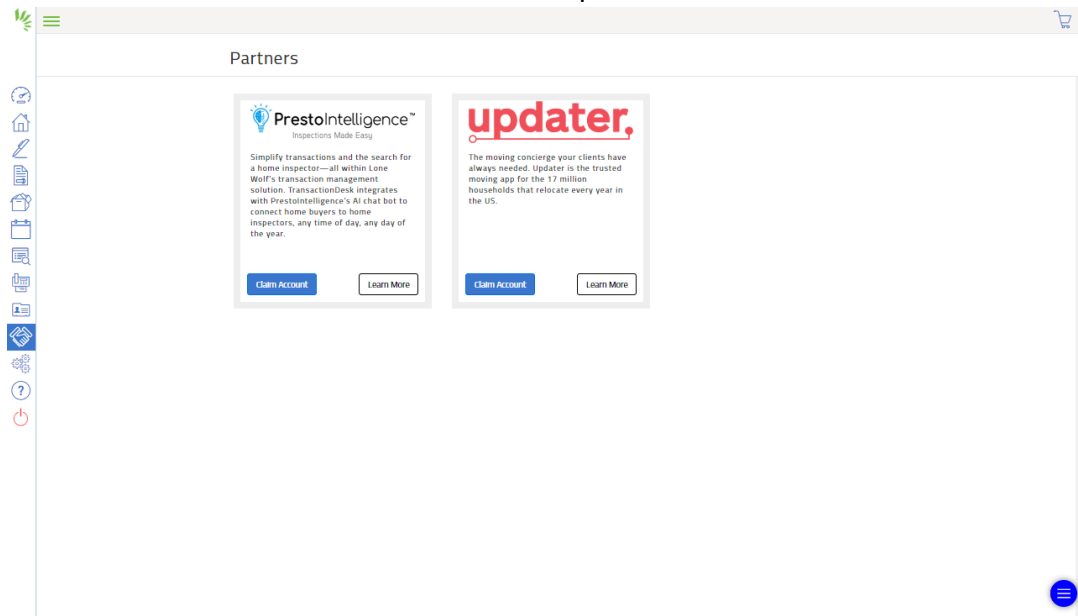 Partners
PrestoIntelligence™
Inspections Made Easy
Simplify transactions and the search for
a home inspector—all within Lone
Wolf's transaction management
solution. TransactionDesk integrates
with PrestoIntelligence's AI chat bot to
connect home buyers to home
inspectors, any time of day, any day of
the year.
Claim Account
Learn More
updater.
The moving concierge your clients have
always needed. Updater is the trusted
moving app for the 17 million
households that relocate every year in
the US.
Claim Account
Learn More
?